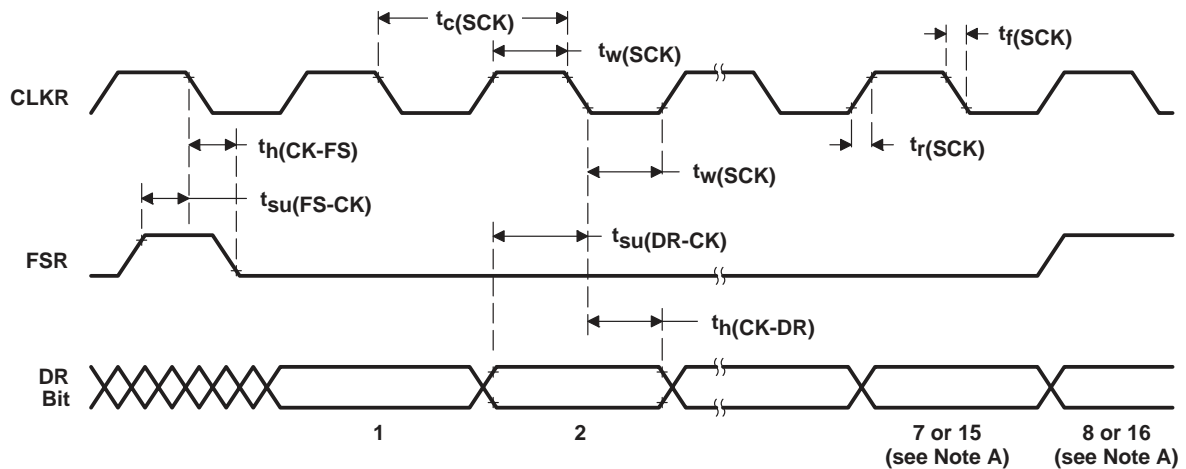 tc(SCK)
tw(SCK)
tf(SCK)
CLKR
th(CK-FS)
tr(SCK)
tw(SCK)
tsu(FS-CK)
tsu(DR-CK)
FSR
th(CK-DR)
DR
Bit
1
2
7 or 15
(see Note A)
8 or 16
(see Note A)